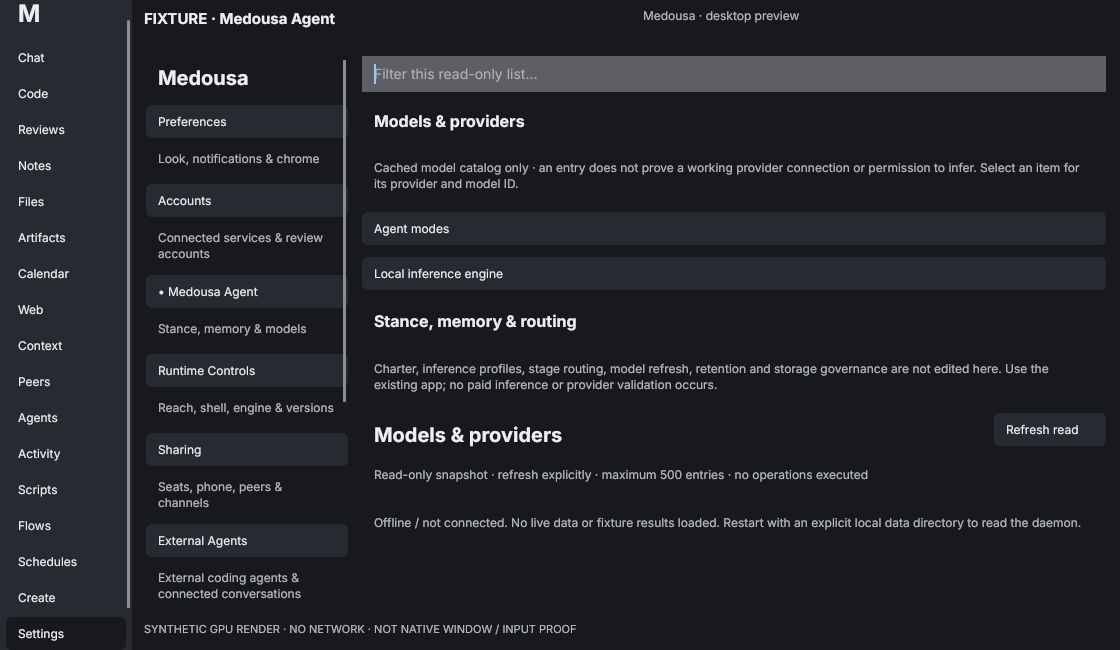 M
Chat
Code
Reviews
Notes
Files
Artifacts
Calendar
Web
Context
Peers
Agents
Activity
Scripts
Flows
Schedules
Create
Settings
FIXTURE · Medousa Agent
Medousa · desktop preview
Medousa
Preferences
Look, notifications & chrome
Accounts
Connected services & review
accounts
• Medousa Agent
Stance, memory & models
Runtime Controls
Reach, shell, engine & versions
Sharing
Seats, phone, peers &
channels
External Agents
External coding agents &
connected conversations
Filter this read-only list...
Models & providers
Cached model catalog only · an entry does not prove a working provider connection or permission to infer. Select an item for
its provider and model ID.
Agent modes
Local inference engine
Stance, memory & routing
Charter, inference profiles, stage routing, model refresh, retention and storage governance are not edited here. Use the
existing app; no paid inference or provider validation occurs.
Models & providers
Refresh read
Read-only snapshot · refresh explicitly · maximum 500 entries · no operations executed
Offline / not connected. No live data or fixture results loaded. Restart with an explicit local data directory to read the daemon.
SYNTHETIC GPU RENDER · NO NETWORK · NOT NATIVE WINDOW / INPUT PROOF